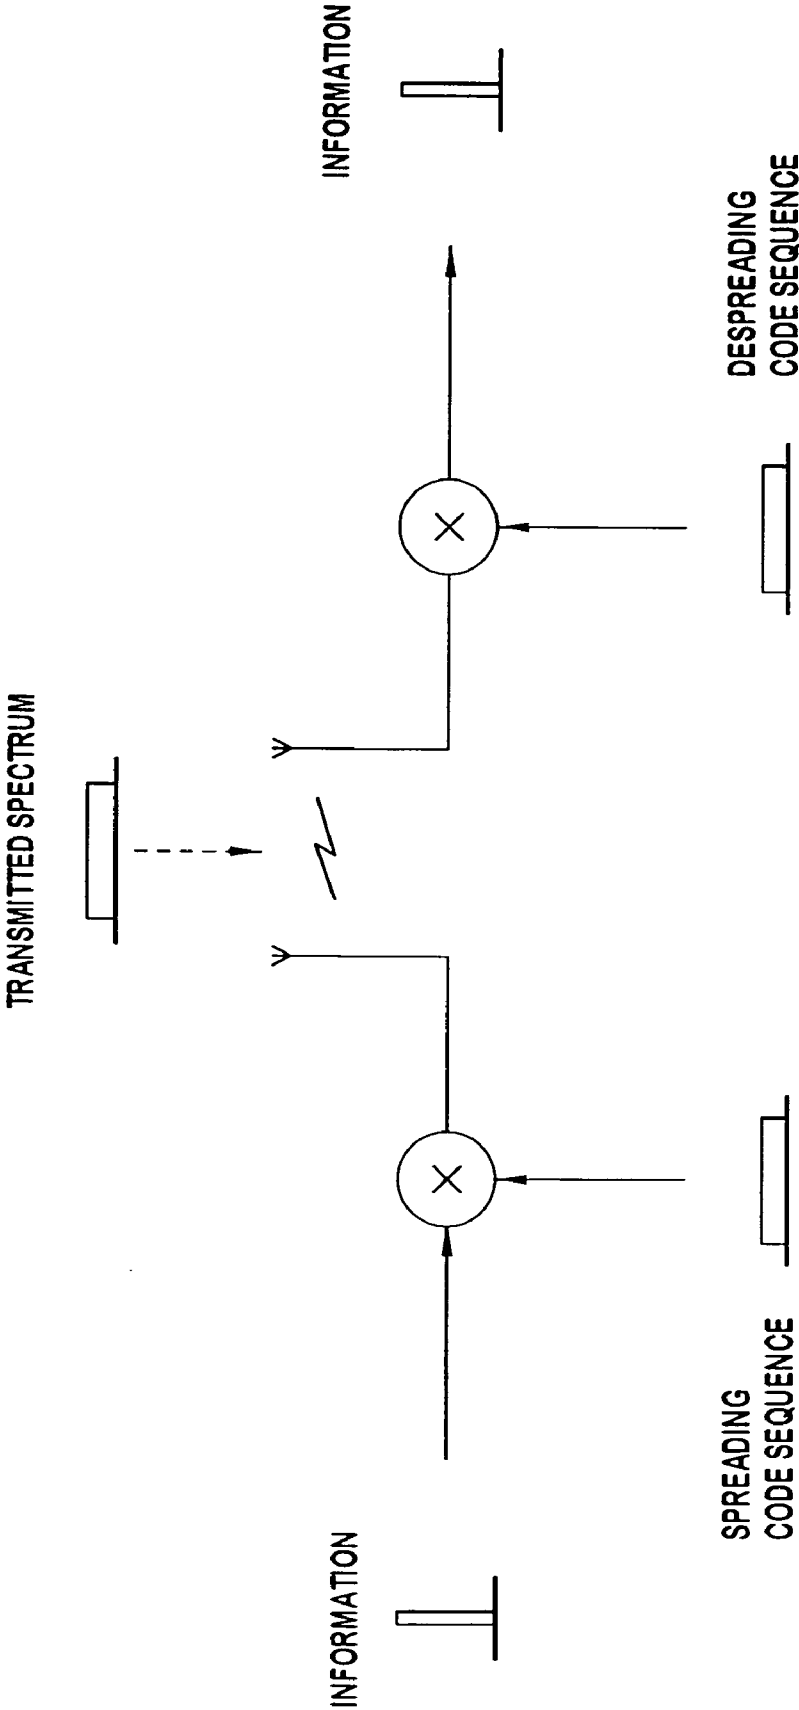 TRANSMITTED SPECTRUM
INFORMATION
INFORMATION
SPREADING
CODE SEQUENCE
DESPREADING
CODE SEQUENCE